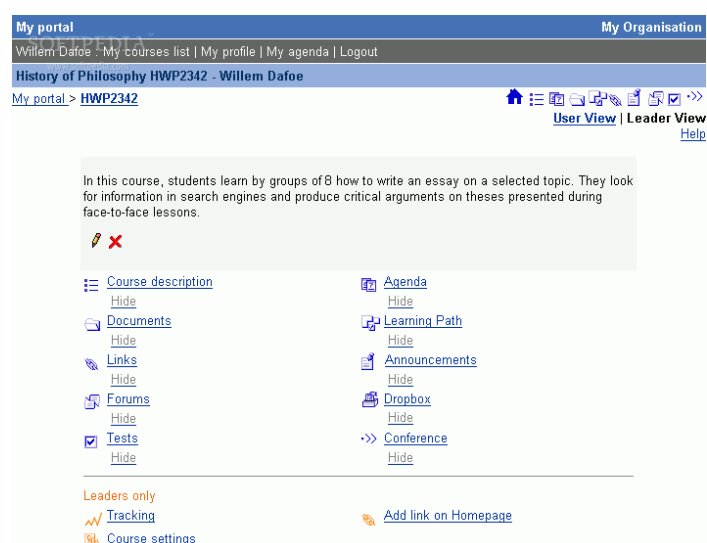 My portal My Organisation
SOFTPEDIA
Willem Dafoe : My courses list | My profile | My agenda | Logout
www.softpedia.com
History of Philosophy HWP2342 - Willem Dafoe
My portal > HWP2342
User View | Leader View
Help
In this course, students learn by groups of 8 how to write an essay on a selected topic. They look
for information in search engines and produce critical arguments on theses presented during
face-to-face lessons.
Course description Agenda
Hide Hide
Documents Learning Path
Hide Hide
Links Announcements
Hide Hide
Forums Dropbox
Hide Hide
Tests Conference
Hide Hide
Leaders only
Tracking Add link on Homepage
Course settings